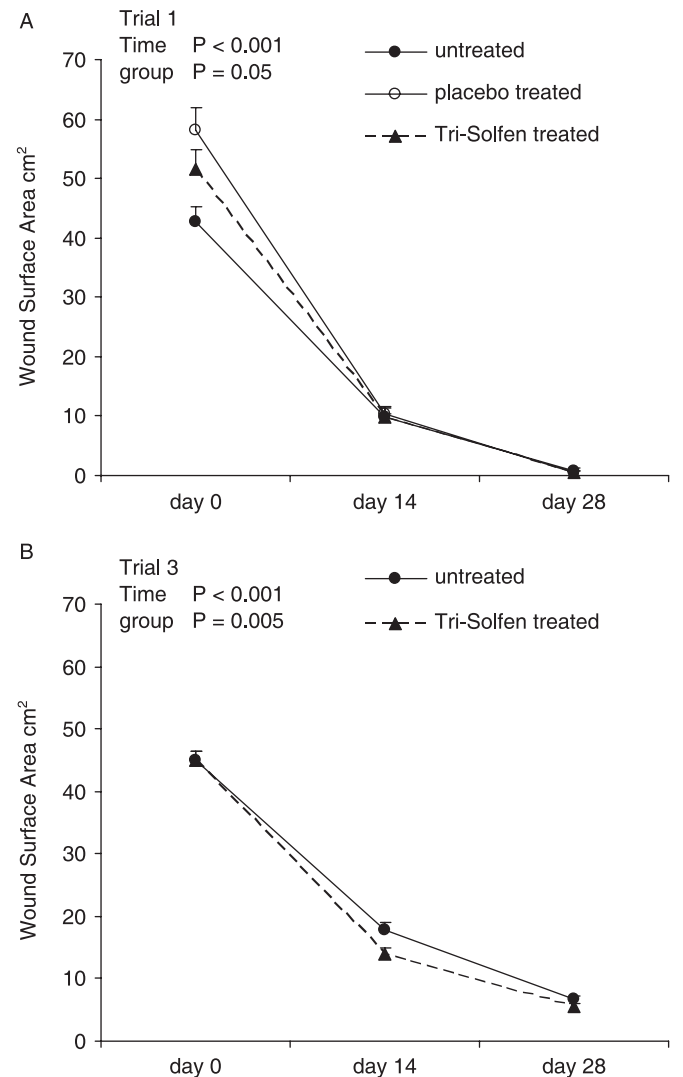 A
Trial 1
Time P < 0.001
group P = 0.05
untreated
placebo treated
Tri-Solfen treated
Wound Surface Area cm²
70
60
50
40
30
20
10
0
day 0 day 14 day 28
B
Trial 3
Time P < 0.001
group P = 0.005
untreated
Tri-Solfen treated
Wound Surface Area cm²
70
60
50
40
30
20
10
0
day 0 day 14 day 28